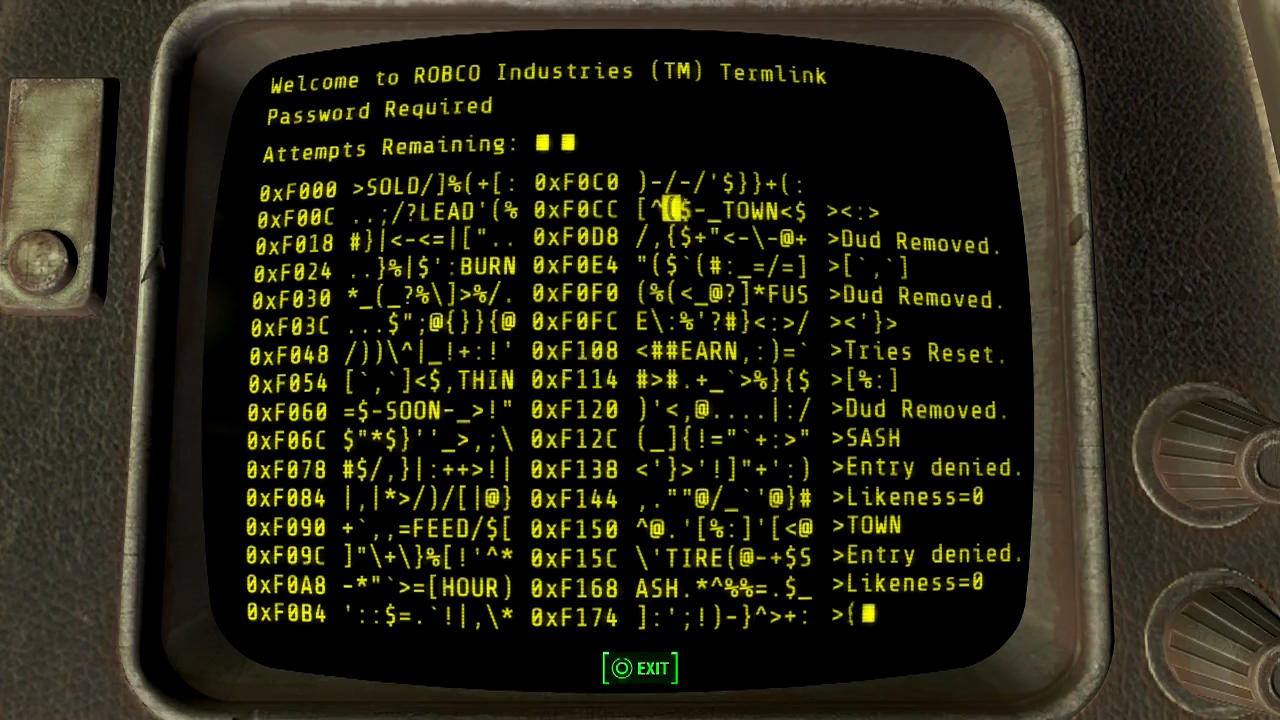 Welcome to ROBCO Industries (TM) Termlink
Password Required
Attempts Remaining: ■ ■
0xF000 >SOLD/]%(+[: 0xF0C0 )-/-/'$}}+(:
0xF00C ..;/?LEAD'(% 0xF0CC [^($-_TOWN<$ ><:>
0xF018 #}|<-<=|[".. 0xF0D8 /,{$+"<-\-@+ >Dud Removed.
0xF024 ..}%|$':BURN 0xF0E4 "($`(#:_=/=] >[`,`]
0xF030 *_(_?%\]>%/. 0xF0F0 (%(<_@?]*FUS >Dud Removed.
0xF03C ...$";@{}}{@ 0xF0FC E\:%'?#}<:>/ ><'}>
0xF048 /))\^|_!+:!' 0xF108 <##EARN,:)=` >Tries Reset.
0xF054 [`,`]<$,THIN 0xF114 #>#.+_`>%}{$ >[%:]
0xF060 =$-SOON-_>!" 0xF120 )'<,@....|:/ >Dud Removed.
0xF06C $"*$}''_>,;\ 0xF12C (_]{!="`+:>" >SASH
0xF078 #$/,}|:++>!| 0xF138 <'}>'!]"+':) >Entry denied.
0xF084 |,|*>/)/[|@} 0xF144 ,.""@/_`'@}# >Likeness=0
0xF090 +`,,=FEED/$[ 0xF150 ^@.'[%:]'[<@ >TOWN
0xF09C ]"\+\}%[!'^* 0xF15C \'TIRE(@-+$S >Entry denied.
0xF0A8 -*"`>=[HOUR) 0xF168 ASH.*^%%=.$_ >Likeness=0
0xF0B4 '::$=.`!|,\* 0xF174 ]:';!)-}^>+: >(■
[◎ EXIT]